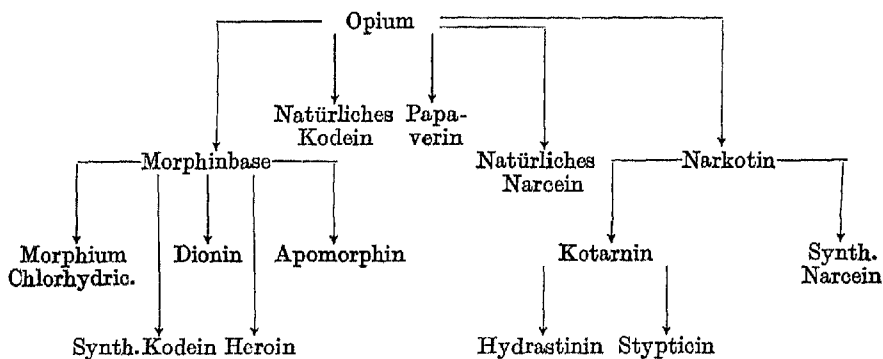 Opium
Natürliches Papa-
Kodein verin
Morphinbase Natürliches Narkotin
Narcein
Morphium Dionin Apomorphin Kotarnin Synth.
Chlorhydric. Narcein
Synth. Kodein Heroin Hydrastinin Stypticin